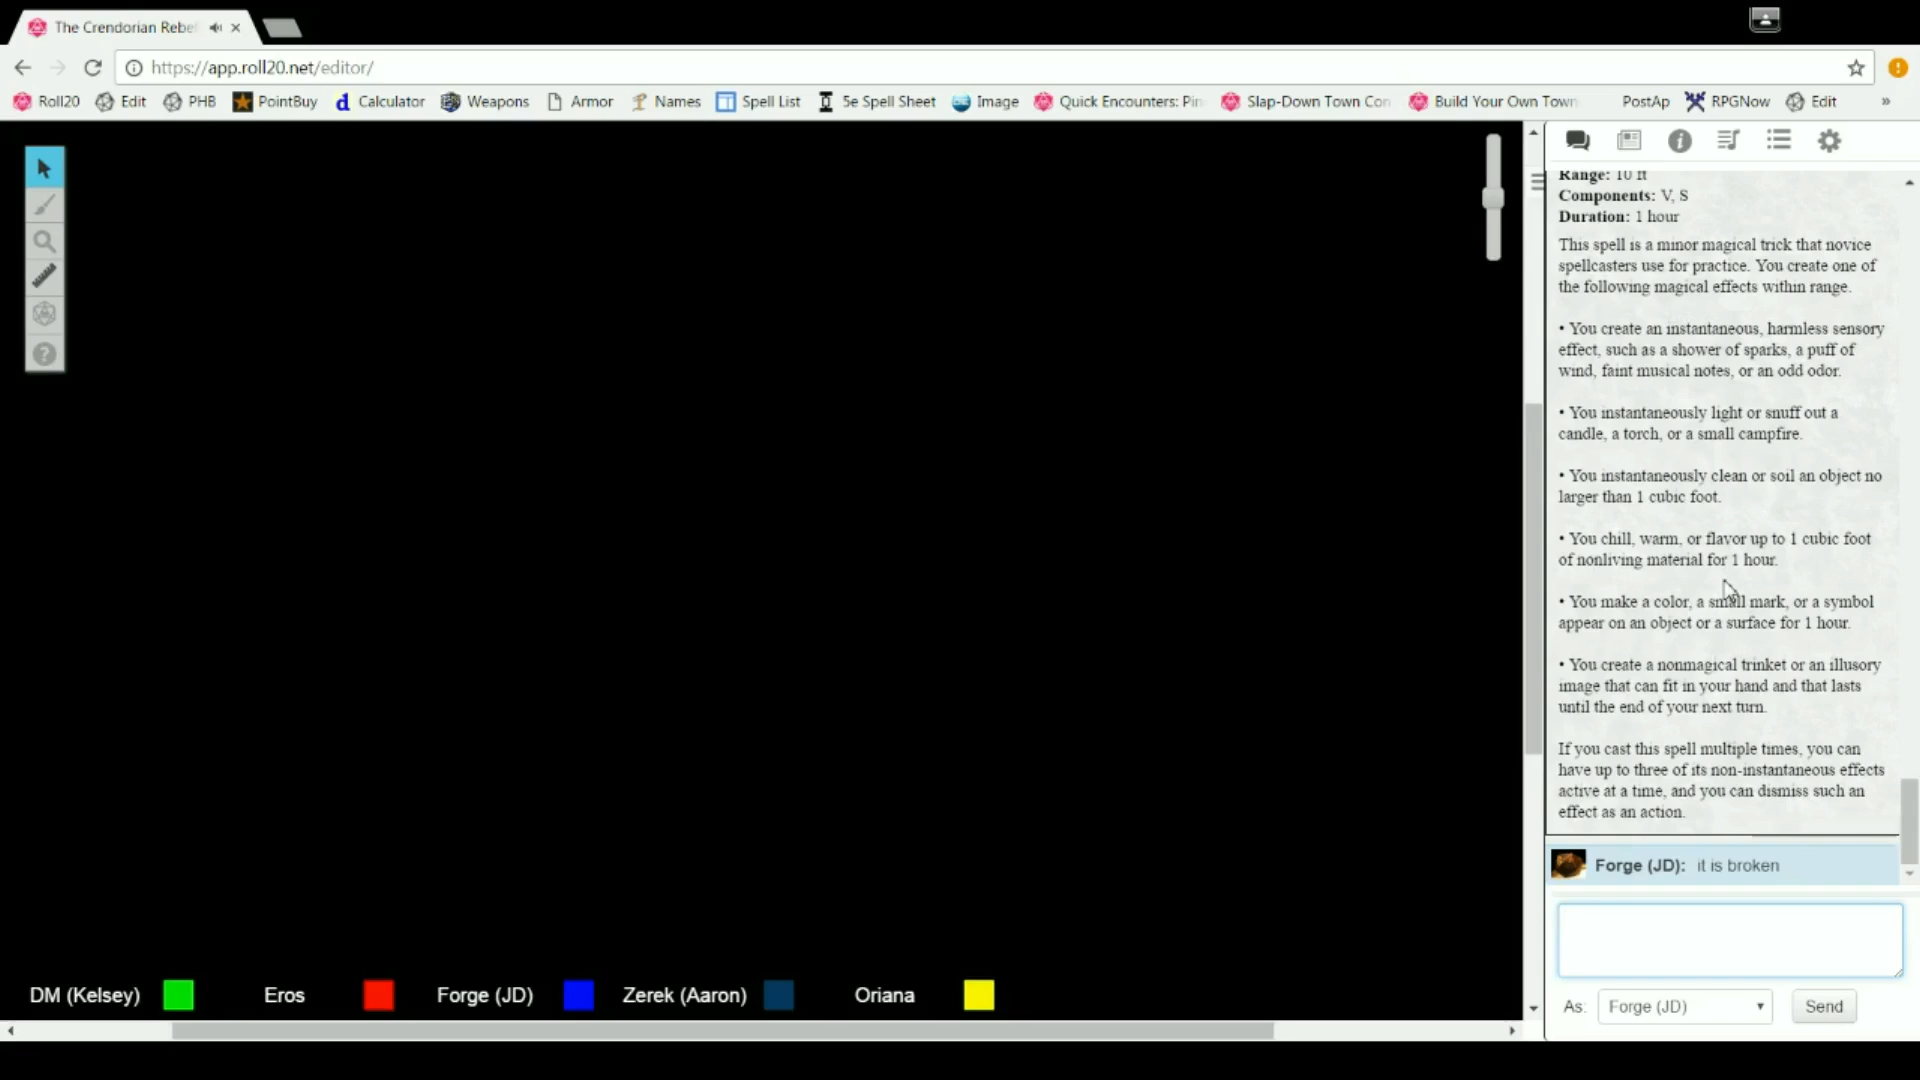 The Crendorian Rebe
https://app.roll20.net/editor/
Roll20 Edit PHB PointBuy Calculator Weapons Armor Names Spell List 5e Spell Sheet Image Quick Encounters: Pin Slap-Down Town Con Build Your Own Town PostAp RPGNow Edit »
Range: 10 ft
Components: V, S
Duration: 1 hour
This spell is a minor magical trick that novice
spellcasters use for practice. You create one of
the following magical effects within range.
• You create an instantaneous, harmless sensory
effect, such as a shower of sparks, a puff of
wind, faint musical notes, or an odd odor.
• You instantaneously light or snuff out a
candle, a torch, or a small campfire.
• You instantaneously clean or soil an object no
larger than 1 cubic foot.
• You chill, warm, or flavor up to 1 cubic foot
of nonliving material for 1 hour.
• You make a color, a small mark, or a symbol
appear on an object or a surface for 1 hour.
• You create a nonmagical trinket or an illusory
image that can fit in your hand and that lasts
until the end of your next turn.
If you cast this spell multiple times, you can
have up to three of its non-instantaneous effects
active at a time, and you can dismiss such an
effect as an action.
Forge (JD): it is broken
As: Forge (JD) Send
DM (Kelsey) Eros Forge (JD) Zerek (Aaron) Oriana